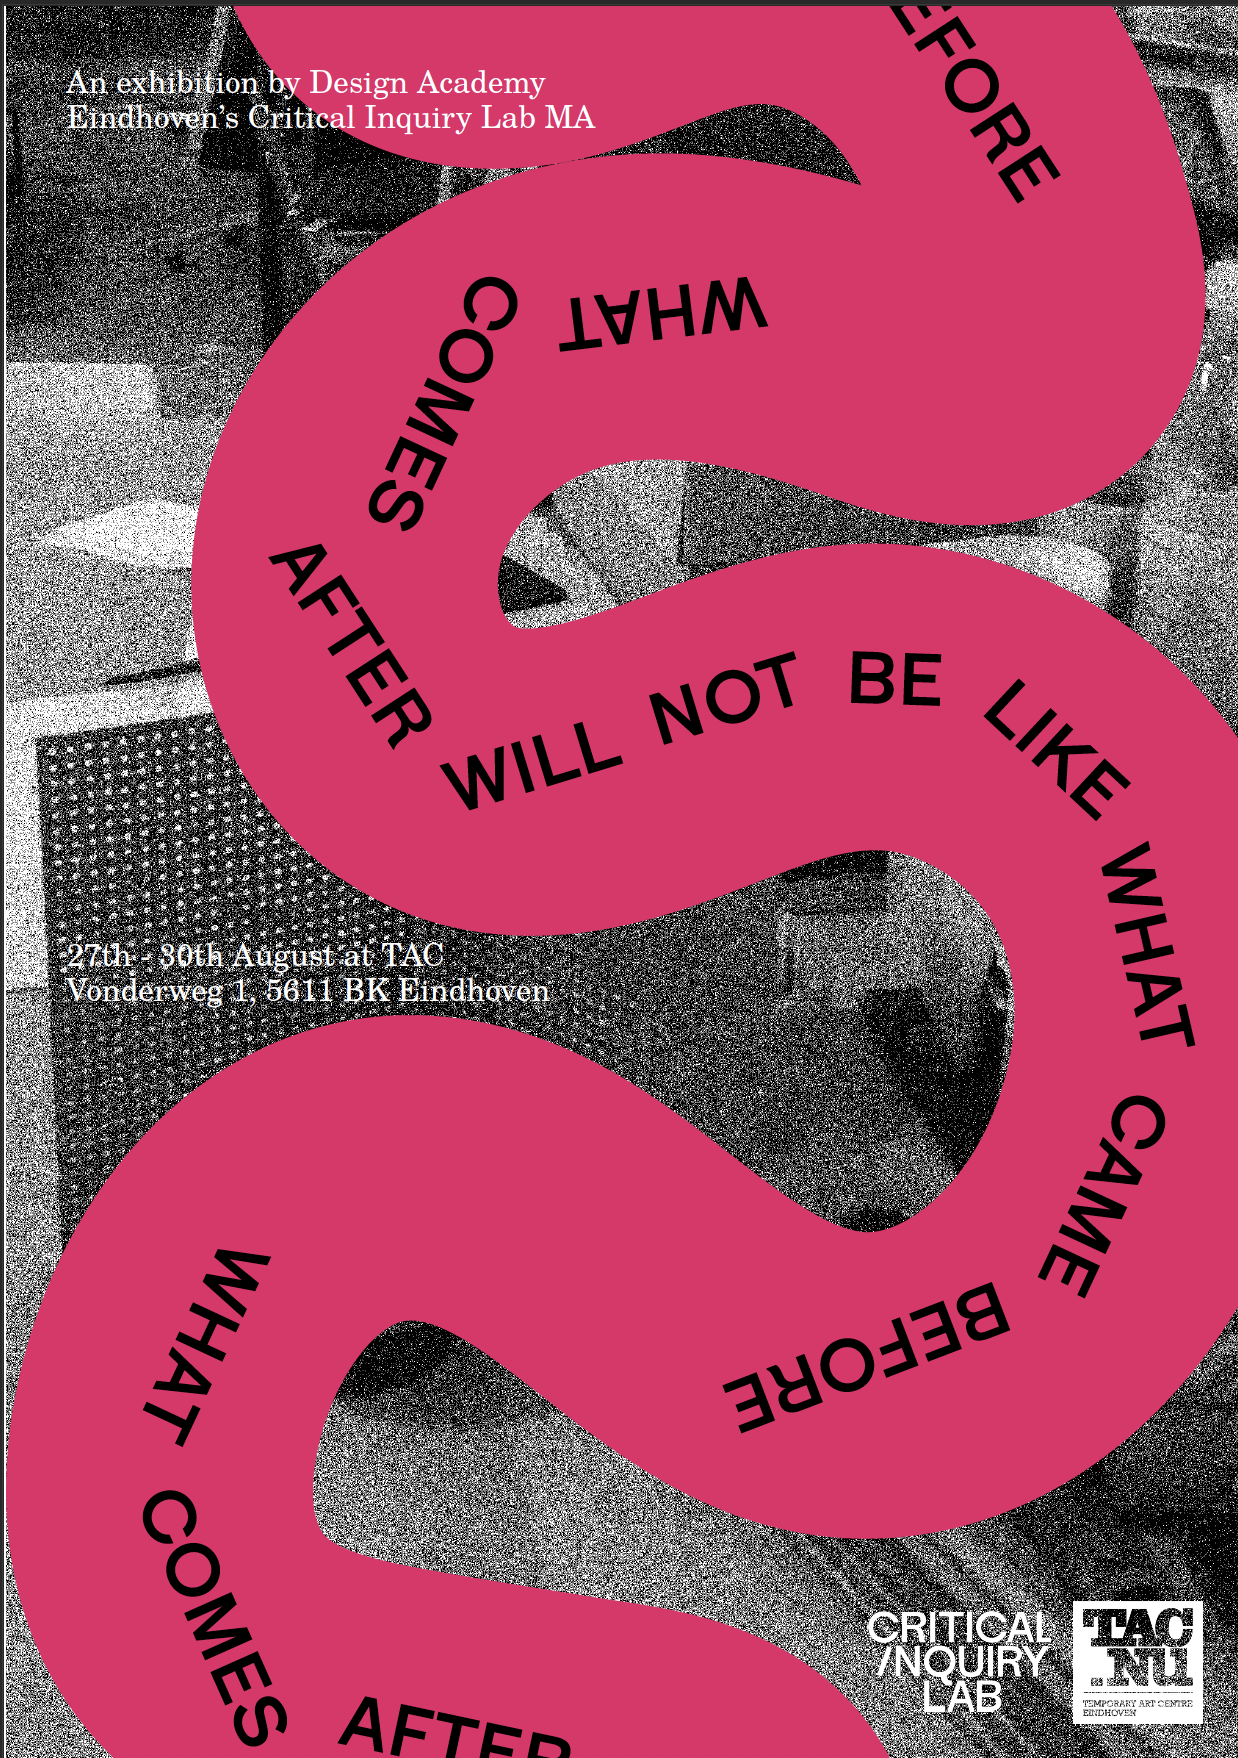 An exhibition by Design Academy
Eindhoven's Critical Inquiry Lab MA
EFORE
WHAT
COMES
AFTER
WILL NOT BE LIKE
WHAT
CAME
BEFORE
WHAT
COMES
AFTER
27th - 30th August at TAC
Vonderweg 1, 5611 BK Eindhoven
CRITICAL
/NQUIRY
LAB
TAC
.NU
TEMPORARY ART CENTRE
EINDHOVEN